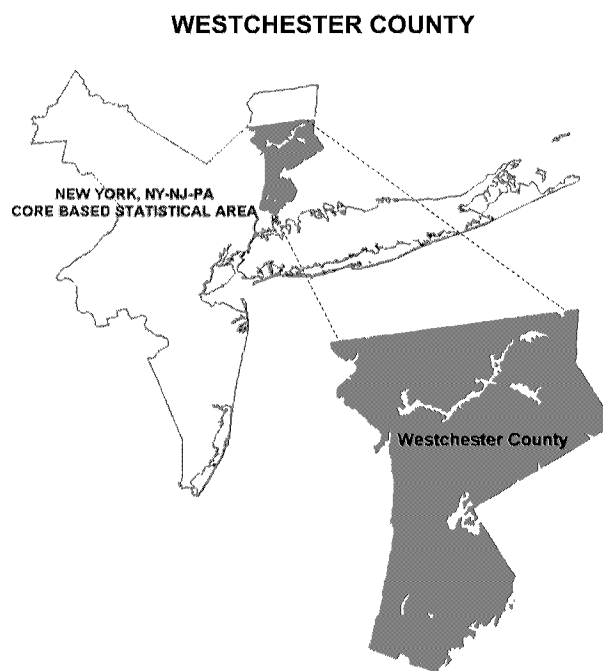 WESTCHESTER COUNTY
NEW YORK, NY-NJ-PA
CORE BASED STATISTICAL AREA
Westchester County